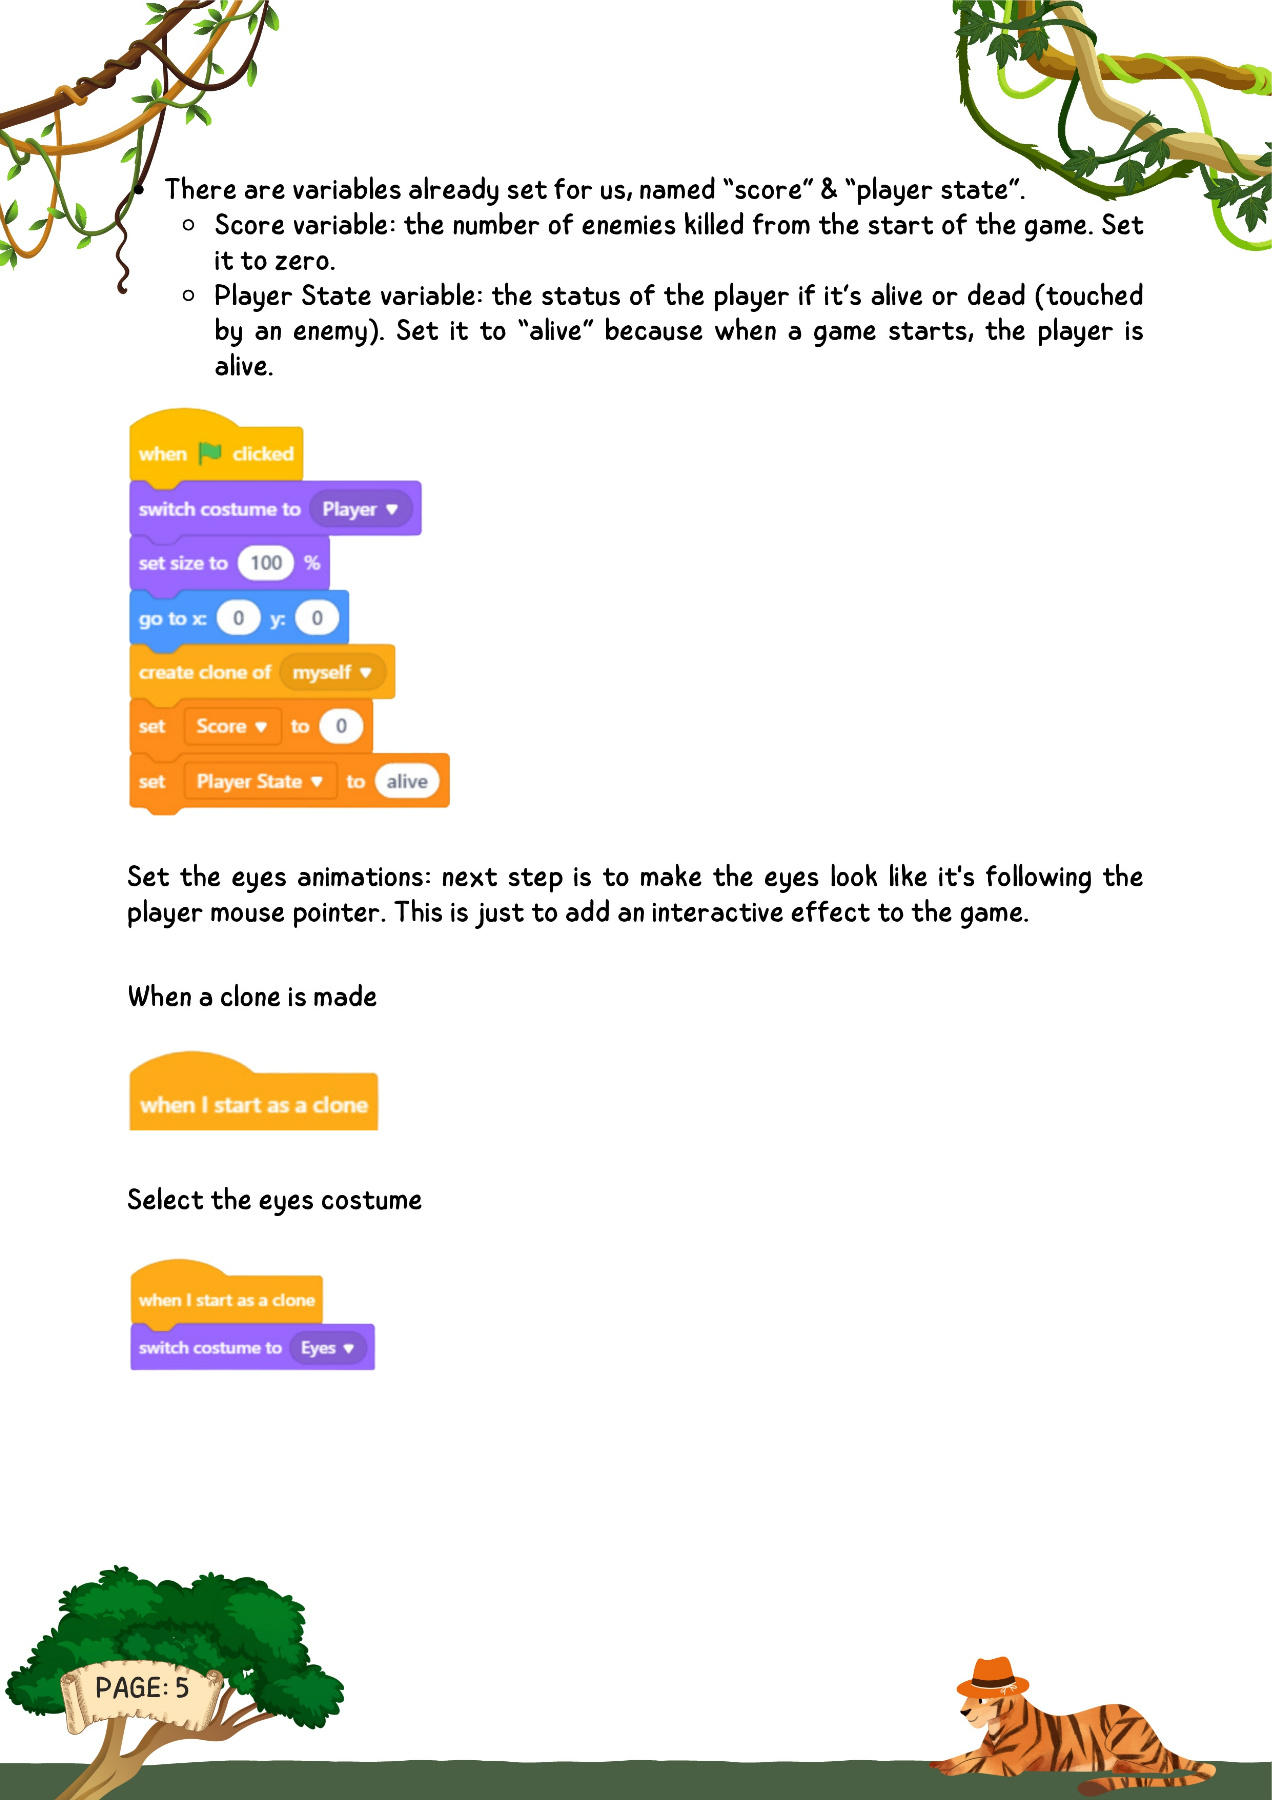 There are variables already set for us, named “score” & “player state”.
Score variable: the number of enemies killed from the start of the game. Set
it to zero.
Player State variable: the status of the player if it's alive or dead (touched
by an enemy). Set it to “alive” because when a game starts, the player is
alive.
when clicked
switch costume to Player
set size to 100 %
go to x: 0 y: 0
create clone of myself
set Score to 0
set Player State to alive
Set the eyes animations: next step is to make the eyes look like it's following the
player mouse pointer. This is just to add an interactive effect to the game.
When a clone is made
when I start as a clone
Select the eyes costume
when I start as a clone
switch costume to Eyes
PAGE: 5